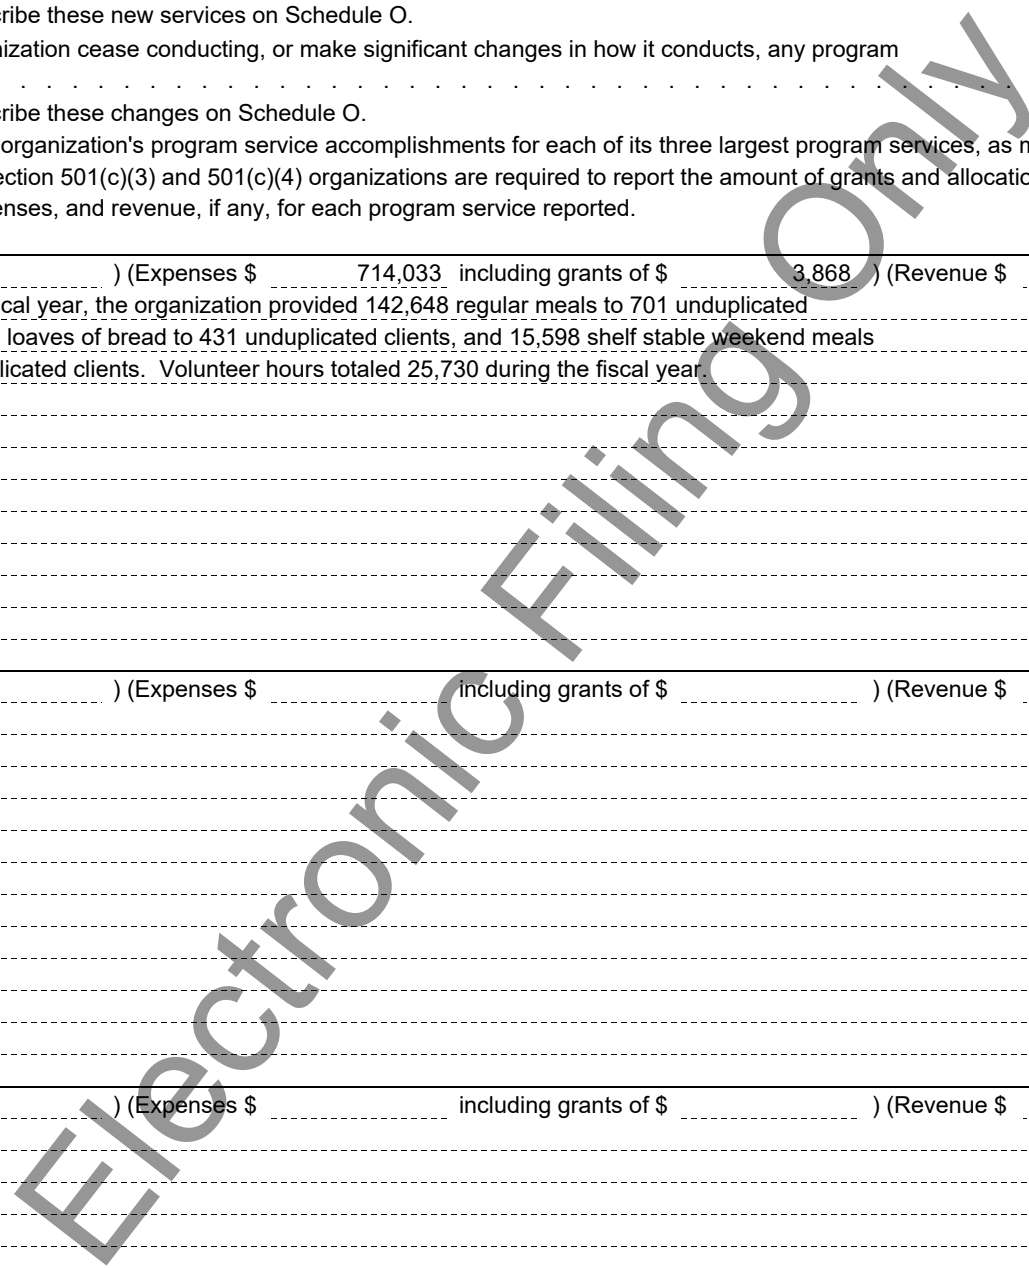 cribe these new services on Schedule O.
nization cease conducting, or make significant changes in how it conducts, any program
. . . . . . . . . . . . . . . . . . . . . . . . . . . . . . . . . . . . . . .
cribe these changes on Schedule O.
organization's program service accomplishments for each of its three largest program services, as m
ection 501(c)(3) and 501(c)(4) organizations are required to report the amount of grants and allocatio
enses, and revenue, if any, for each program service reported.
) (Expenses $ 714,033 including grants of $ 3,868 ) (Revenue $
cal year, the organization provided 142,648 regular meals to 701 unduplicated
loaves of bread to 431 unduplicated clients, and 15,598 shelf stable weekend meals
licated clients. Volunteer hours totaled 25,730 during the fiscal year.
) (Expenses $ including grants of $ ) (Revenue $
) (Expenses $ including grants of $ ) (Revenue $
Electronic Filing Only